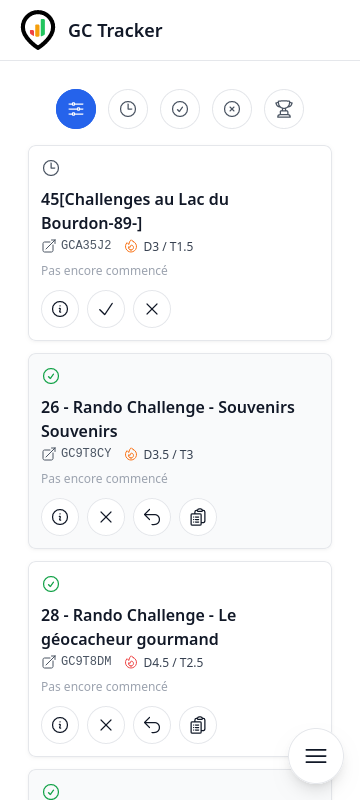 GC Tracker
45[Challenges au Lac du
Bourdon-89-]
GCA35J2 D3 / T1.5
Pas encore commencé
26 - Rando Challenge - Souvenirs
Souvenirs
GC9T8CY D3.5 / T3
Pas encore commencé
28 - Rando Challenge - Le
géocacheur gourmand
GC9T8DM D4.5 / T2.5
Pas encore commencé